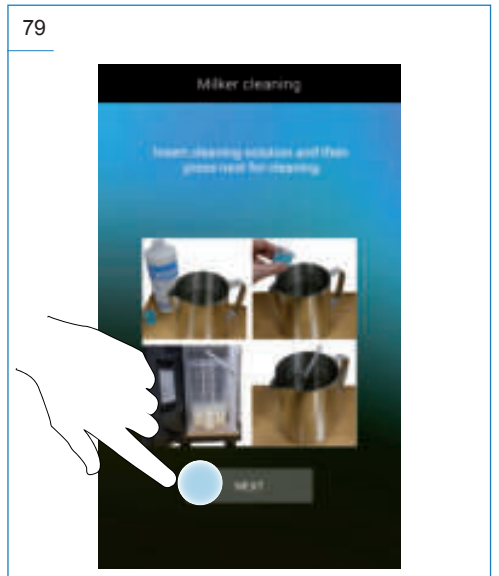 79
Milker cleaning
Insert cleaning solution and then
press next for cleaning.
NEXT